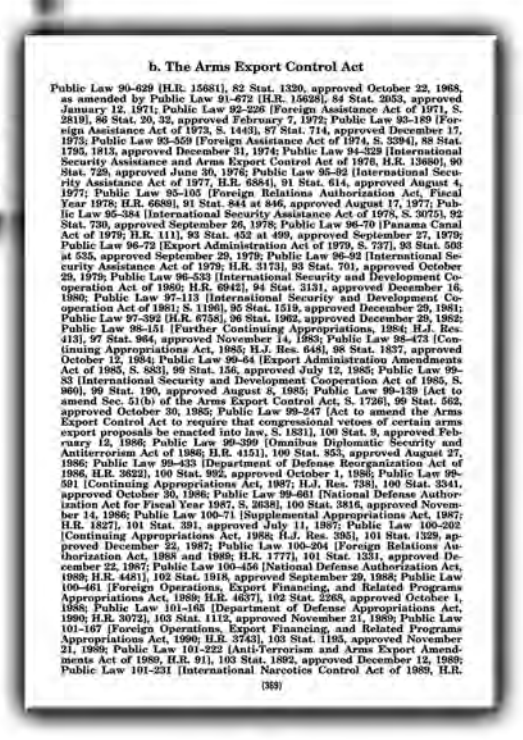 b. The Arms Export Control Act
Public Law 90–629 [H.R. 15681], 82 Stat. 1320, approved October 22, 1968,
as amended by Public Law 91–672 [H.R. 15628], 84 Stat. 2053, approved
January 12, 1971; Public Law 92–226 [Foreign Assistance Act of 1971, S.
2819], 86 Stat. 20, 32, approved February 7, 1972; Public Law 93–189 [For-
eign Assistance Act of 1973, S. 1443], 87 Stat. 714, approved December 17,
1973; Public Law 93–559 [Foreign Assistance Act of 1974, S. 3394], 88 Stat.
1795, 1813, approved December 31, 1974; Public Law 94–329 [International
Security Assistance and Arms Export Control Act of 1976, H.R. 13680], 90
Stat. 729, approved June 30, 1976; Public Law 95–92 [International Secu-
rity Assistance Act of 1977, H.R. 6884], 91 Stat. 614, approved August 4,
1977; Public Law 95–105 [Foreign Relations Authorization Act, Fiscal
Year 1978; H.R. 6689], 91 Stat. 844 at 846, approved August 17, 1977; Pub-
lic Law 95–384 [International Security Assistance Act of 1978, S. 3075], 92
Stat. 730, approved September 26, 1978; Public Law 96–70 [Panama Canal
Act of 1979; H.R. 111], 93 Stat. 452 at 499, approved September 27, 1979;
Public Law 96–72 [Export Administration Act of 1979, S. 737], 93 Stat. 503
at 535, approved September 29, 1979; Public Law 96–92 [International Se-
curity Assistance Act of 1979; H.R. 3173], 93 Stat. 701, approved October
29, 1979; Public Law 96–533 [International Security and Development Co-
operation Act of 1980; H.R. 6942], 94 Stat. 3131, approved December 16,
1980; Public Law 97–113 [International Security and Development Co-
operation Act of 1981; S. 1196], 95 Stat. 1519, approved December 29, 1981;
Public Law 97–392 [H.R. 6758], 96 Stat. 1962, approved December 29, 1982;
Public Law 98–151 [Further Continuing Appropriations, 1984; H.J. Res.
413], 97 Stat. 964, approved November 14, 1983; Public Law 98–473 [Con-
tinuing Appropriations Act, 1985; H.J. Res. 648], 98 Stat. 1837, approved
October 12, 1984; Public Law 99–64 [Export Administration Amendments
Act of 1985, S. 883], 99 Stat. 156, approved July 12, 1985; Public Law 99–
83 [International Security and Development Cooperation Act of 1985, S.
960], 99 Stat. 190, approved August 8, 1985; Public Law 99–139 [Act to
amend Sec. 51(b) of the Arms Export Control Act, S. 1726], 99 Stat. 562,
approved October 30, 1985; Public Law 99–247 [Act to amend the Arms
Export Control Act to require that congressional vetoes of certain arms
export proposals be enacted into law, S. 1831], 100 Stat. 9, approved Feb-
ruary 12, 1986; Public Law 99–399 [Omnibus Diplomatic Security and
Antiterrorism Act of 1986; H.R. 4151], 100 Stat. 853, approved August 27,
1986; Public Law 99–433 [Department of Defense Reorganization Act of
1986, H.R. 3622], 100 Stat. 992, approved October 1, 1986; Public Law 99–
591 [Continuing Appropriations Act, 1987; H.J. Res. 738], 100 Stat. 3341,
approved October 30, 1986; Public Law 99–661 [National Defense Author-
ization Act for Fiscal Year 1987, S. 2638], 100 Stat. 3816, approved Novem-
ber 14, 1986; Public Law 100–71 [Supplemental Appropriations Act, 1987;
H.R. 1827], 101 Stat. 391, approved July 11, 1987; Public Law 100–202
[Continuing Appropriations Act, 1988; H.J. Res. 395], 101 Stat. 1329, ap-
proved December 22, 1987; Public Law 100–204 [Foreign Relations Au-
thorization Act, 1988 and 1989; H.R. 1777], 101 Stat. 1331, approved De-
cember 22, 1987; Public Law 100–456 [National Defense Authorization Act,
1989; H.R. 4481], 102 Stat. 1918, approved September 29, 1988; Public Law
100–461 [Foreign Operations, Export Financing, and Related Programs
Appropriations Act, 1989; H.R. 4637], 102 Stat. 2268, approved October 1,
1988; Public Law 101–165 [Department of Defense Appropriations Act,
1990; H.R. 3072], 103 Stat. 1112, approved November 21, 1989; Public Law
101–167 [Foreign Operations, Export Financing, and Related Programs
Appropriations Act, 1990; H.R. 3743], 103 Stat. 1195, approved November
21, 1989; Public Law 101–222 [Anti-Terrorism and Arms Export Amend-
ments Act of 1989, H.R. 91], 103 Stat. 1892, approved December 12, 1989;
Public Law 101–231 [International Narcotics Control Act of 1989, H.R.
(369)